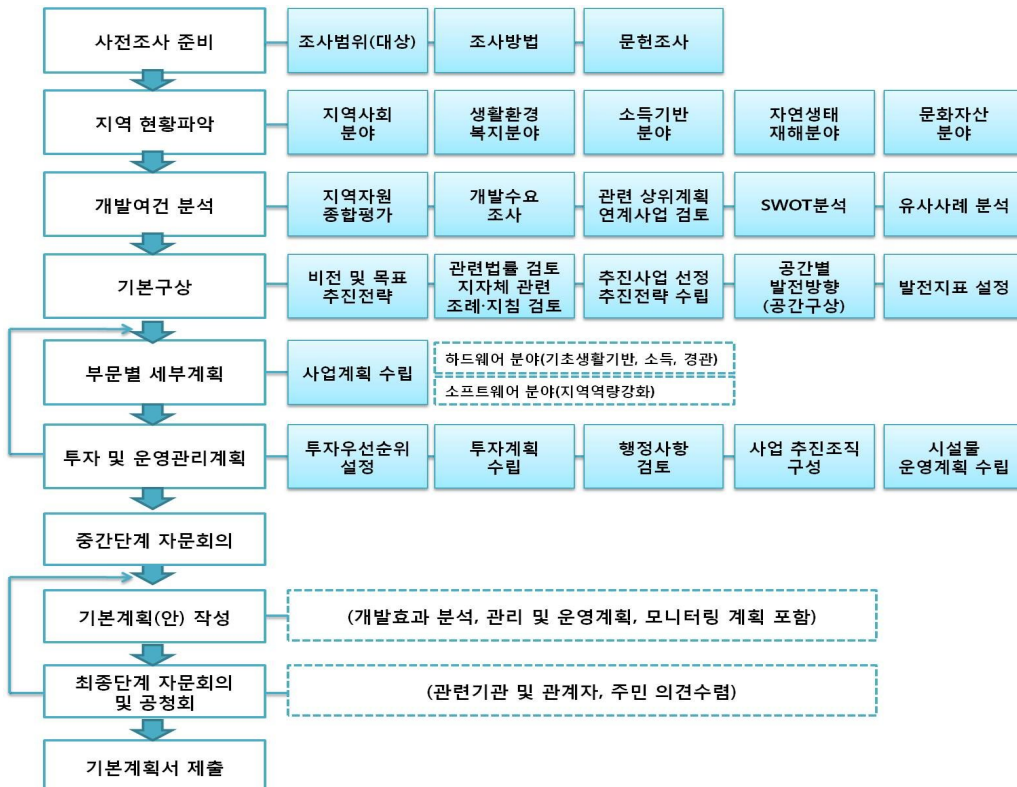 사전조사 준비
조사범위(대상)
조사방법
문헌조사
지역 현황파악
지역사회
분야
생활환경
복지분야
소득기반
분야
자연생태
재해분야
문화자산
분야
개발여건 분석
지역자원
종합평가
개발수요
조사
관련 상위계획
연계사업 검토
SWOT분석
유사사례 분석
기본구상
비전 및 목표
추진전략
관련법률 검토
지자체 관련
조례·지침 검토
추진사업 선정
추진전략 수립
공간별
발전방향
(공간구상)
발전지표 설정
부문별 세부계획
사업계획 수립
하드웨어 분야(기초생활기반, 소득, 경관)
소프트웨어 분야(지역역량강화)
투자 및 운영관리계획
투자우선순위
설정
투자계획
수립
행정사항
검토
사업 추진조직
구성
시설물
운영계획 수립
중간단계 자문회의
기본계획(안) 작성
(개발효과 분석, 관리 및 운영계획, 모니터링 계획 포함)
최종단계 자문회의
및 공청회
(관련기관 및 관계자, 주민 의견수렴)
기본계획서 제출